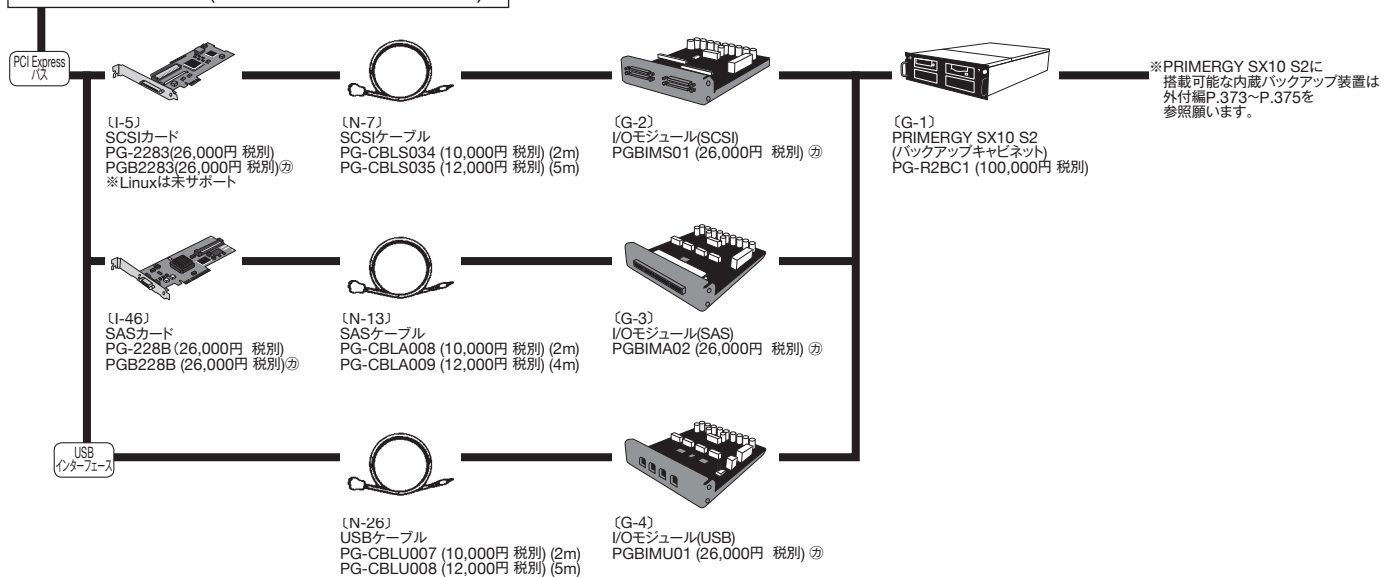 PCI Express
バス
〔I-5〕
SCSIカード
PG-2283(26,000円 税別)
PGB2283(26,000円 税別)㋕
※Linuxは未サポート
〔N-7〕
SCSIケーブル
PG-CBLS034 (10,000円 税別) (2m)
PG-CBLS035 (12,000円 税別) (5m)
〔G-2〕
I/Oモジュール(SCSI)
PGBIMS01 (26,000円 税別) ㋕
〔G-1〕
PRIMERGY SX10 S2
(バックアップキャビネット)
PG-R2BC1 (100,000円 税別)
※PRIMERGY SX10 S2に
搭載可能な内蔵バックアップ装置は
外付編P.373～P.375を
参照願います。
〔I-46〕
SASカード
PG-228B (26,000円 税別)
PGB228B (26,000円 税別)㋕
〔N-13〕
SASケーブル
PG-CBLA008 (10,000円 税別) (2m)
PG-CBLA009 (12,000円 税別) (4m)
〔G-3〕
I/Oモジュール(SAS)
PGBIMA02 (26,000円 税別) ㋕
USB
インターフェース
〔N-26〕
USBケーブル
PG-CBLU007 (10,000円 税別) (2m)
PG-CBLU008 (12,000円 税別) (5m)
〔G-4〕
I/Oモジュール(USB)
PGBIMU01 (26,000円 税別) ㋕